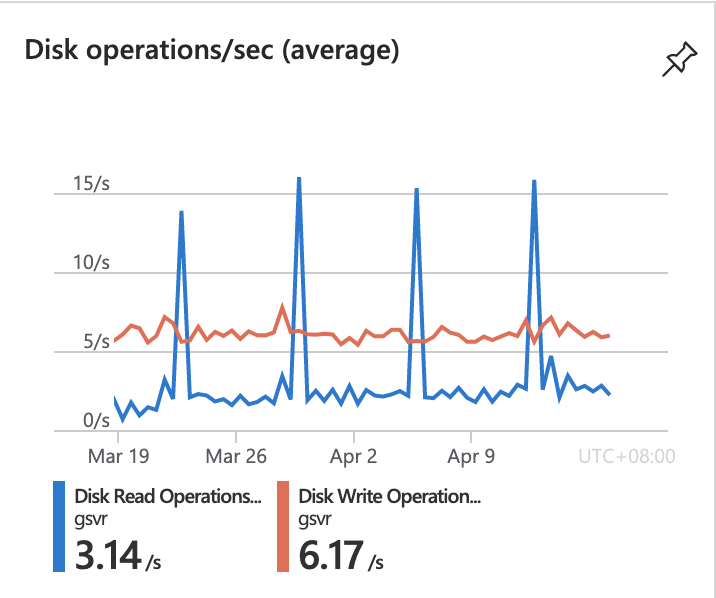 Disk operations/sec (average)
15/s
10/s
5/s
0/s
Mar 19 Mar 26 Apr 2 Apr 9 UTC+08:00
Disk Read Operations... Disk Write Operation...
gsvr gsvr
3.14 /s 6.17 /s